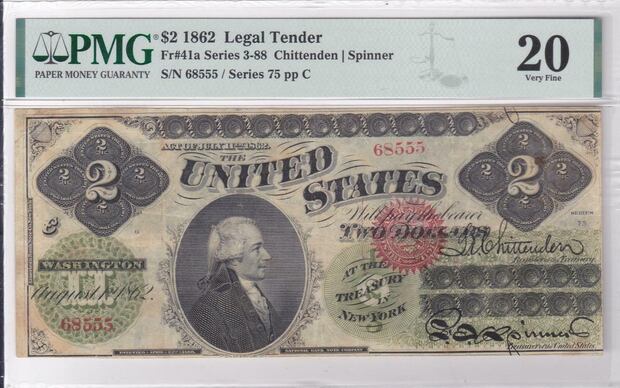 PMG
PAPER MONEY GUARANTY
$2 1862 Legal Tender
Fr#41a Series 3-88 Chittenden | Spinner
S/N 68555 / Series 75 pp C
20
Very Fine
ACT OF JULY 11TH 1862.
68555
2
2
THE
UNITED STATES
Will pay the bearer
TWO DOLLARS
SERIES
75
WASHINGTON
August 1, 1862.
68555
AT THE
TREASURY
IN
NEW YORK
L.E. Chittenden
Register of the Treasury
F.E. Spinner
Treasurer of the United States
NATIONAL BANK NOTE COMPANY